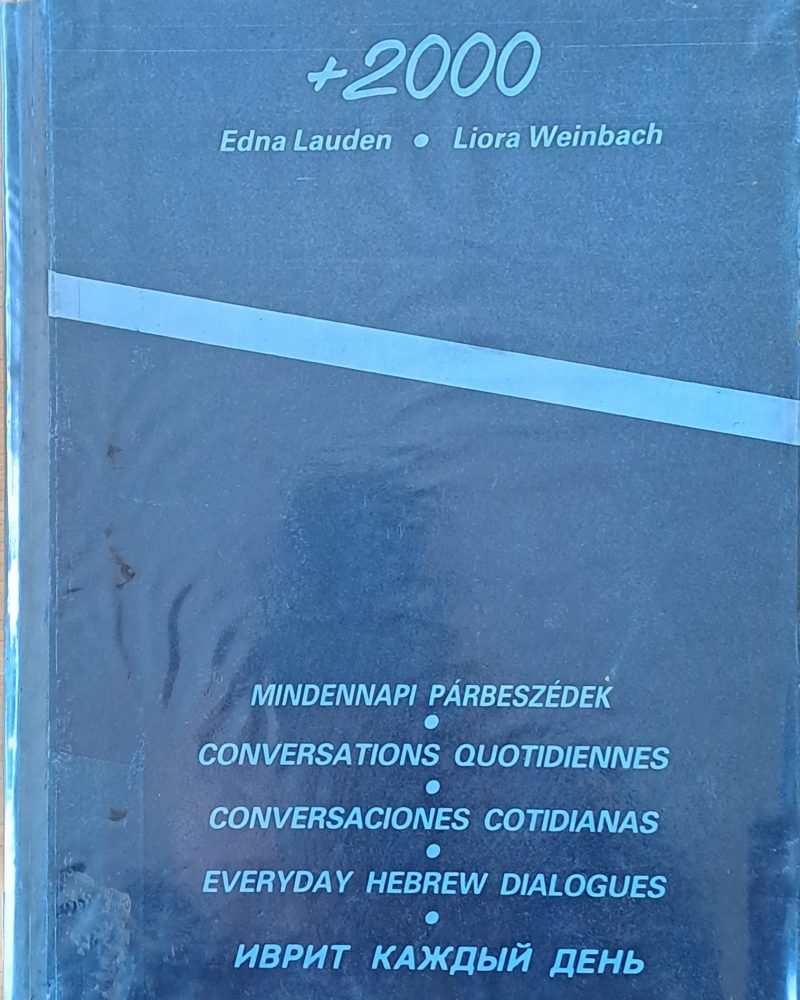 +2000
Edna Lauden • Liora Weinbach
MINDENNAPI PÁRBESZÉDEK
•
CONVERSATIONS QUOTIDIENNES
•
CONVERSACIONES COTIDIANAS
•
EVERYDAY HEBREW DIALOGUES
•
ИВРИТ КАЖДЫЙ ДЕНЬ